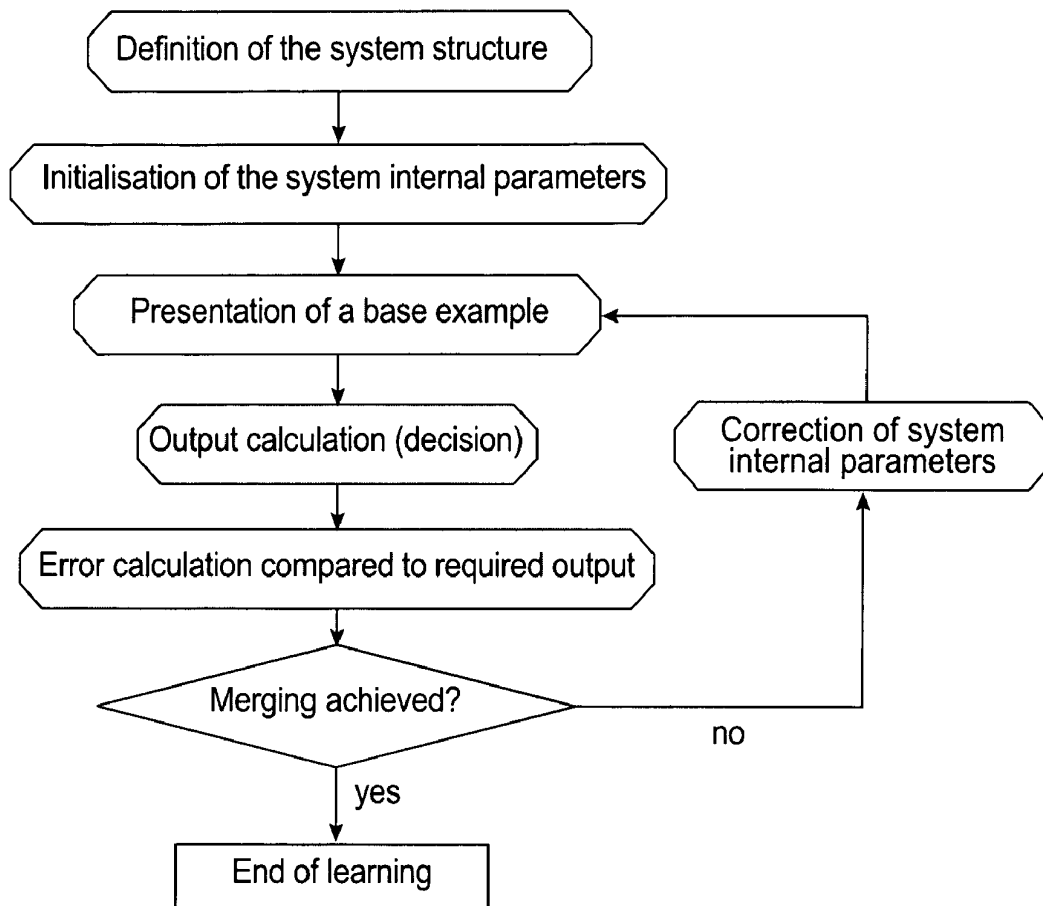 Definition of the system structure
Initialisation of the system internal parameters
Presentation of a base example
Output calculation (decision)
Correction of system
internal parameters
Error calculation compared to required output
Merging achieved?
no
yes
End of learning